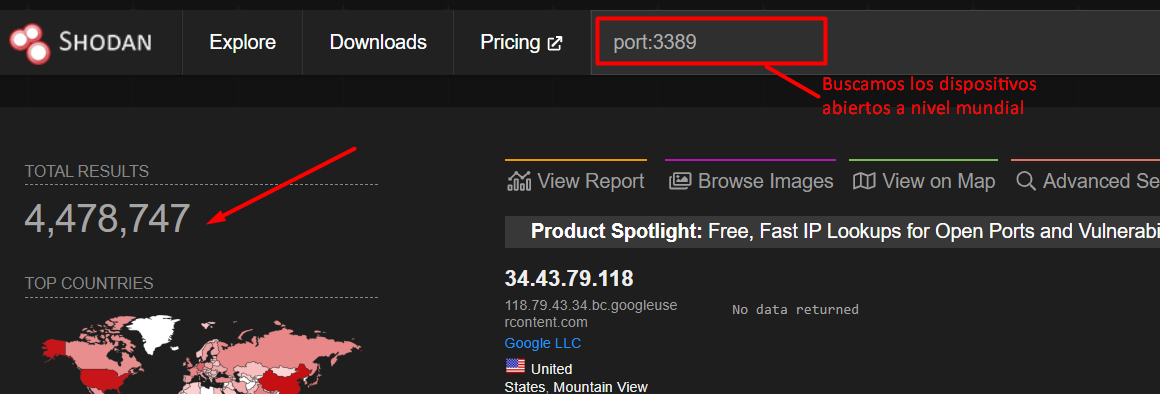 SHODAN Explore Downloads Pricing port:3389
Buscamos los dispositivos
abiertos a nivel mundial
TOTAL RESULTS
4,478,747
TOP COUNTRIES
View Report Browse Images View on Map Advanced Se
Product Spotlight: Free, Fast IP Lookups for Open Ports and Vulnerabi
34.43.79.118
118.79.43.34.bc.googleuse
rcontent.com
Google LLC
United
States, Mountain View
No data returned